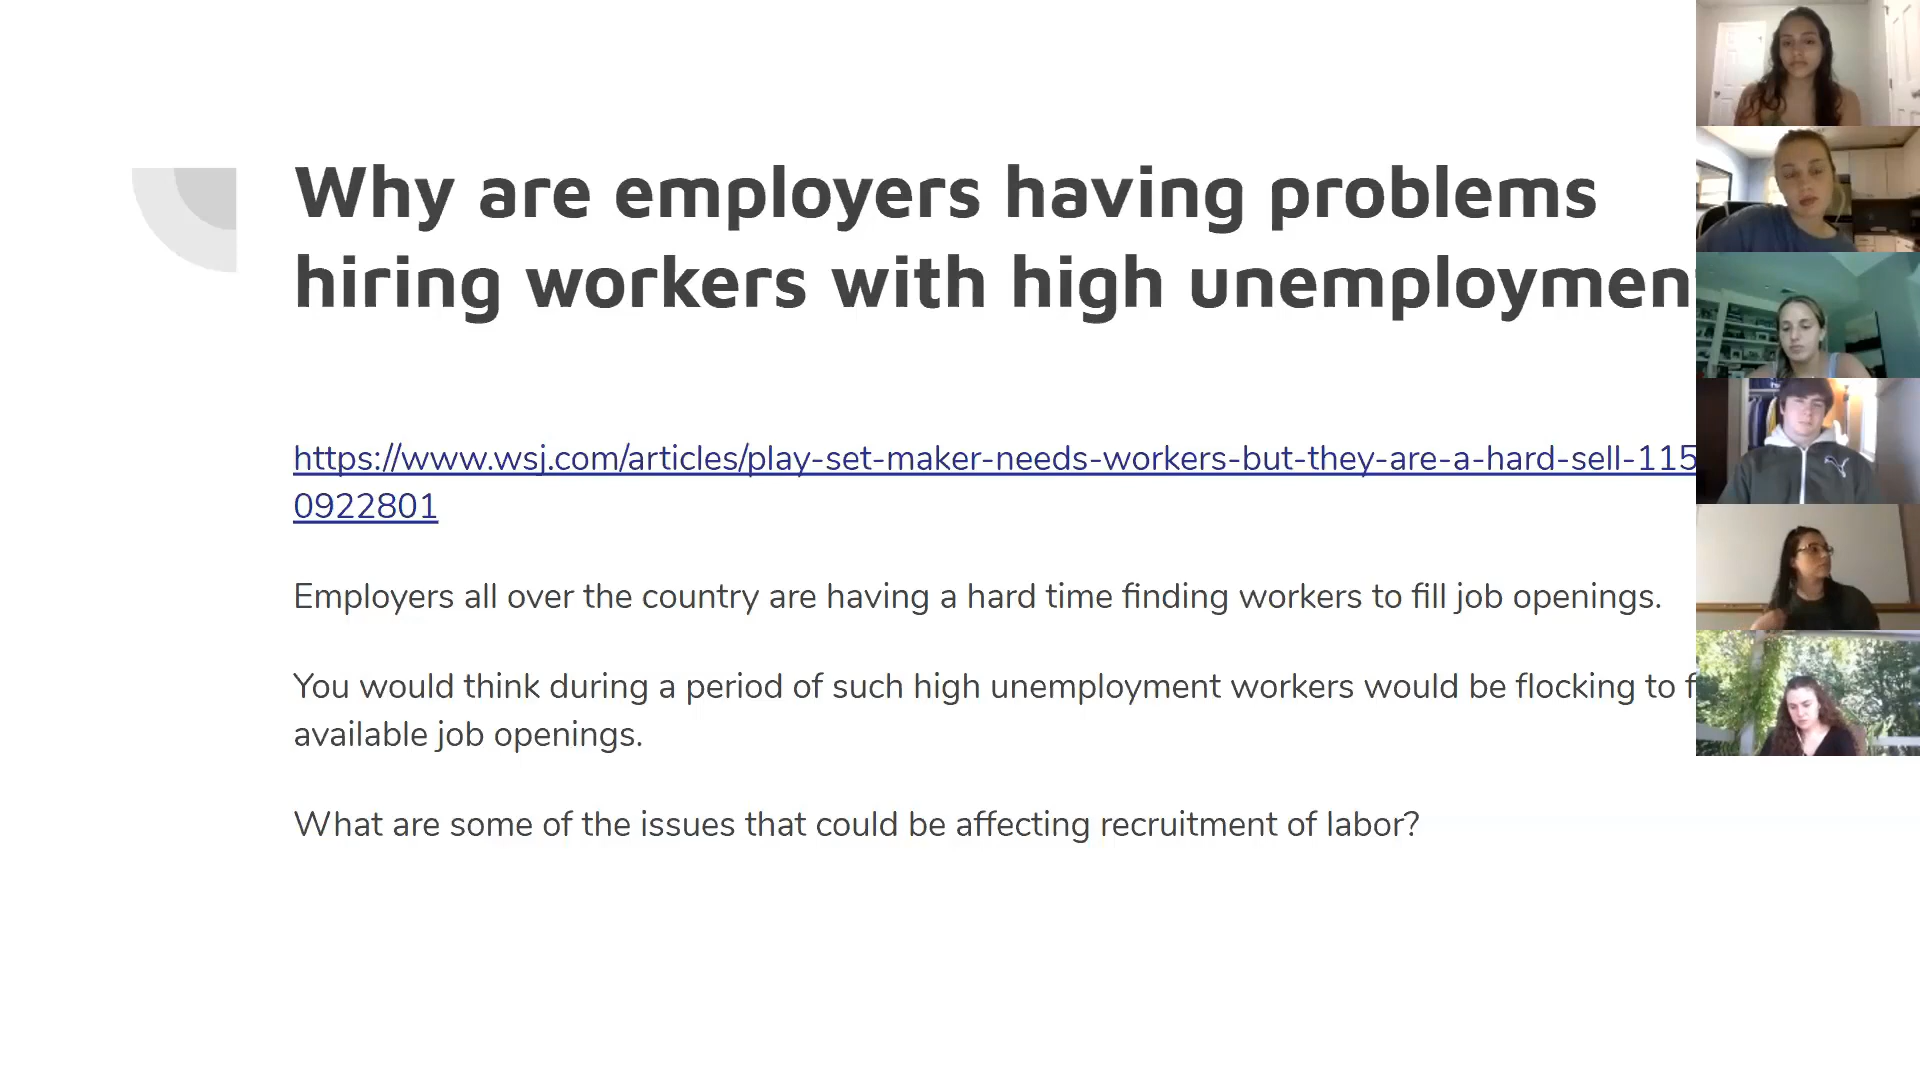 Why are employers having problems
hiring workers with high unemploymen
https://www.wsj.com/articles/play-set-maker-needs-workers-but-they-are-a-hard-sell-115
0922801
Employers all over the country are having a hard time finding workers to fill job openings.
You would think during a period of such high unemployment workers would be flocking to f
available job openings.
What are some of the issues that could be affecting recruitment of labor?